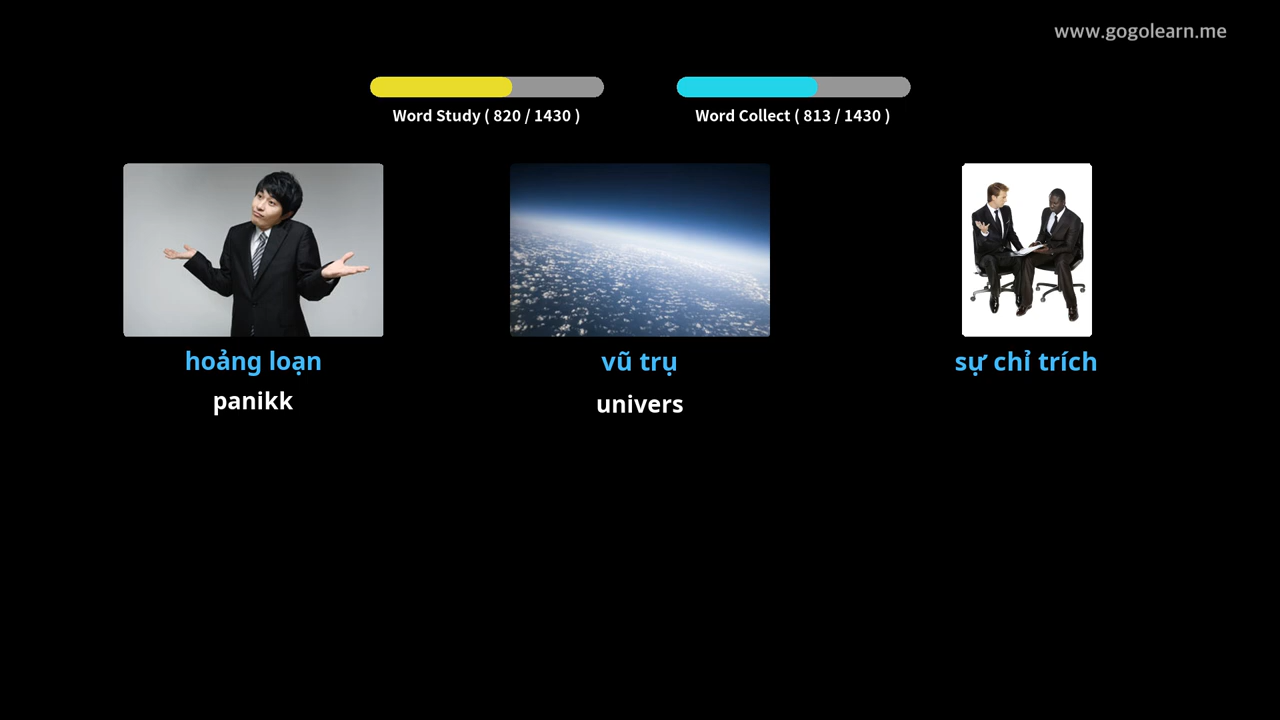 www.gogolearn.me
Word Study ( 820 / 1430 )
Word Collect ( 813 / 1430 )
hoảng loạn
vũ trụ
sự chỉ trích
panikk
univers